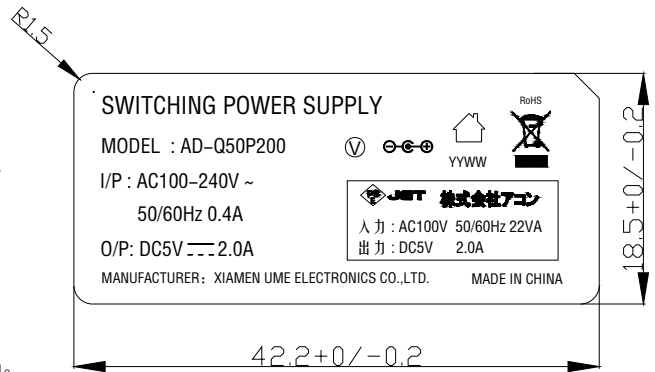 R1.5
SWITCHING POWER SUPPLY
RoHS
MODEL : AD-Q50P200
V
YYWW
I/P : AC100-240V ~
50/60Hz 0.4A
O/P: DC5V 2.0A
PS
E
JET 株式会社アコン
入力 : AC100V 50/60Hz 22VA
出力 : DC5V 2.0A
MANUFACTURER: XIAMEN UME ELECTRONICS CO.,LTD. MADE IN CHINA
18.5+0/-0.2
42.2+0/-0.2